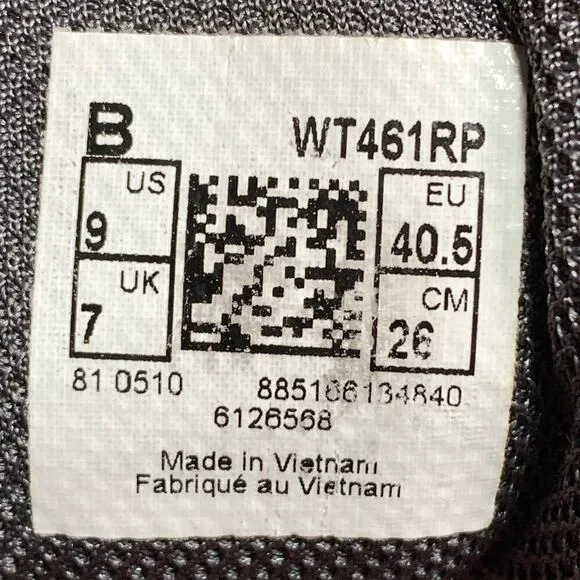 B WT461RP
US 9
EU 40.5
UK 7
CM 26
81 0510 885166134840
6126568
Made in Vietnam
Fabriqué au Vietnam